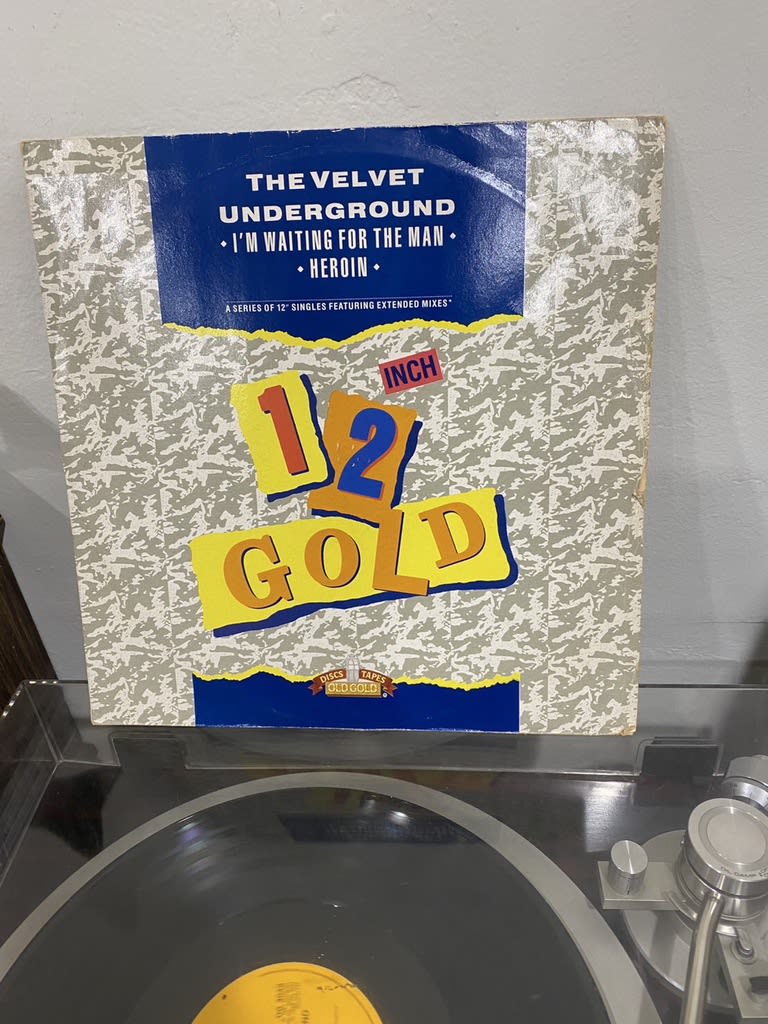 THE VELVET
UNDERGROUND
• I'M WAITING FOR THE MAN •
• HEROIN •
A SERIES OF 12" SINGLES FEATURING EXTENDED MIXES*
INCH
12
GOLD
DISCS TAPES
OLD GOLD